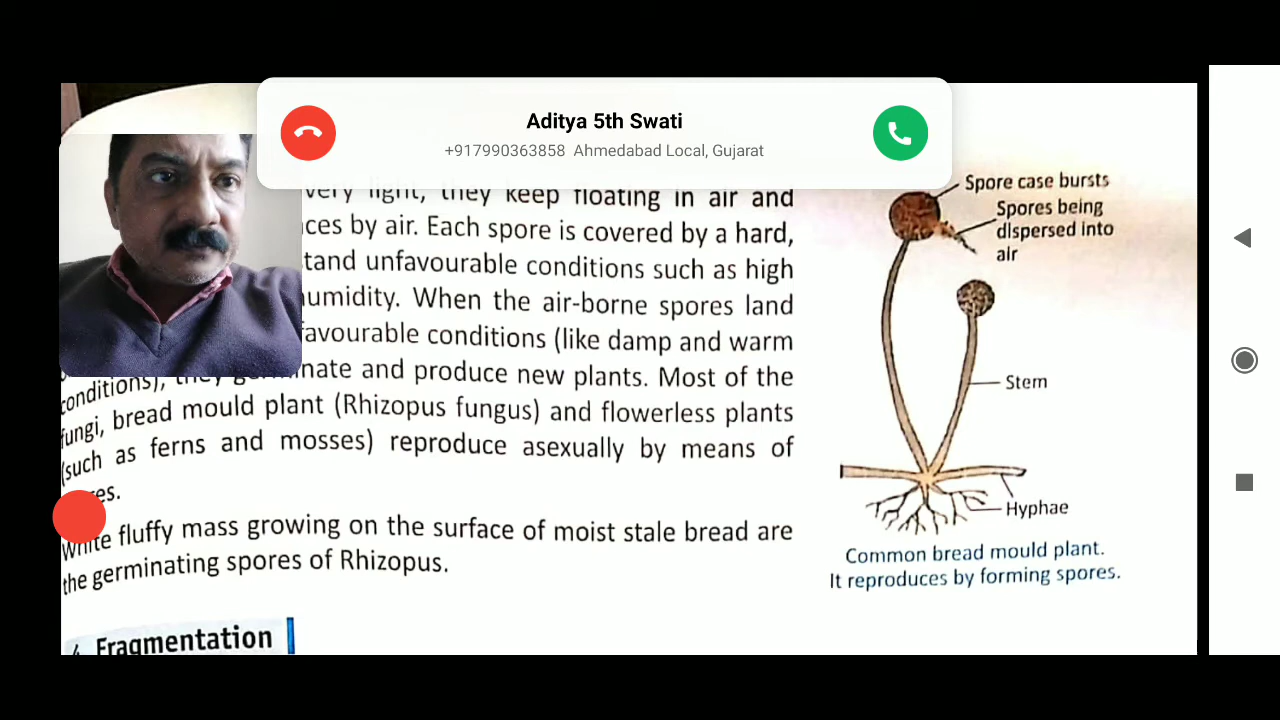 Aditya 5th Swati
+917990363858 Ahmedabad Local, Gujarat
very light, they keep floating in air and
ces by air. Each spore is covered by a hard,
tand unfavourable conditions such as high
umidity. When the air-borne spores land
favourable conditions (like damp and warm
conditions), they germinate and produce new plants. Most of the
fungi, bread mould plant (Rhizopus fungus) and flowerless plants
(such as ferns and mosses) reproduce asexually by means of
es.
White fluffy mass growing on the surface of moist stale bread are
the germinating spores of Rhizopus.
4. Fragmentation
Spore case bursts
Spores being
dispersed into
air
Stem
Hyphae
Common bread mould plant.
It reproduces by forming spores.